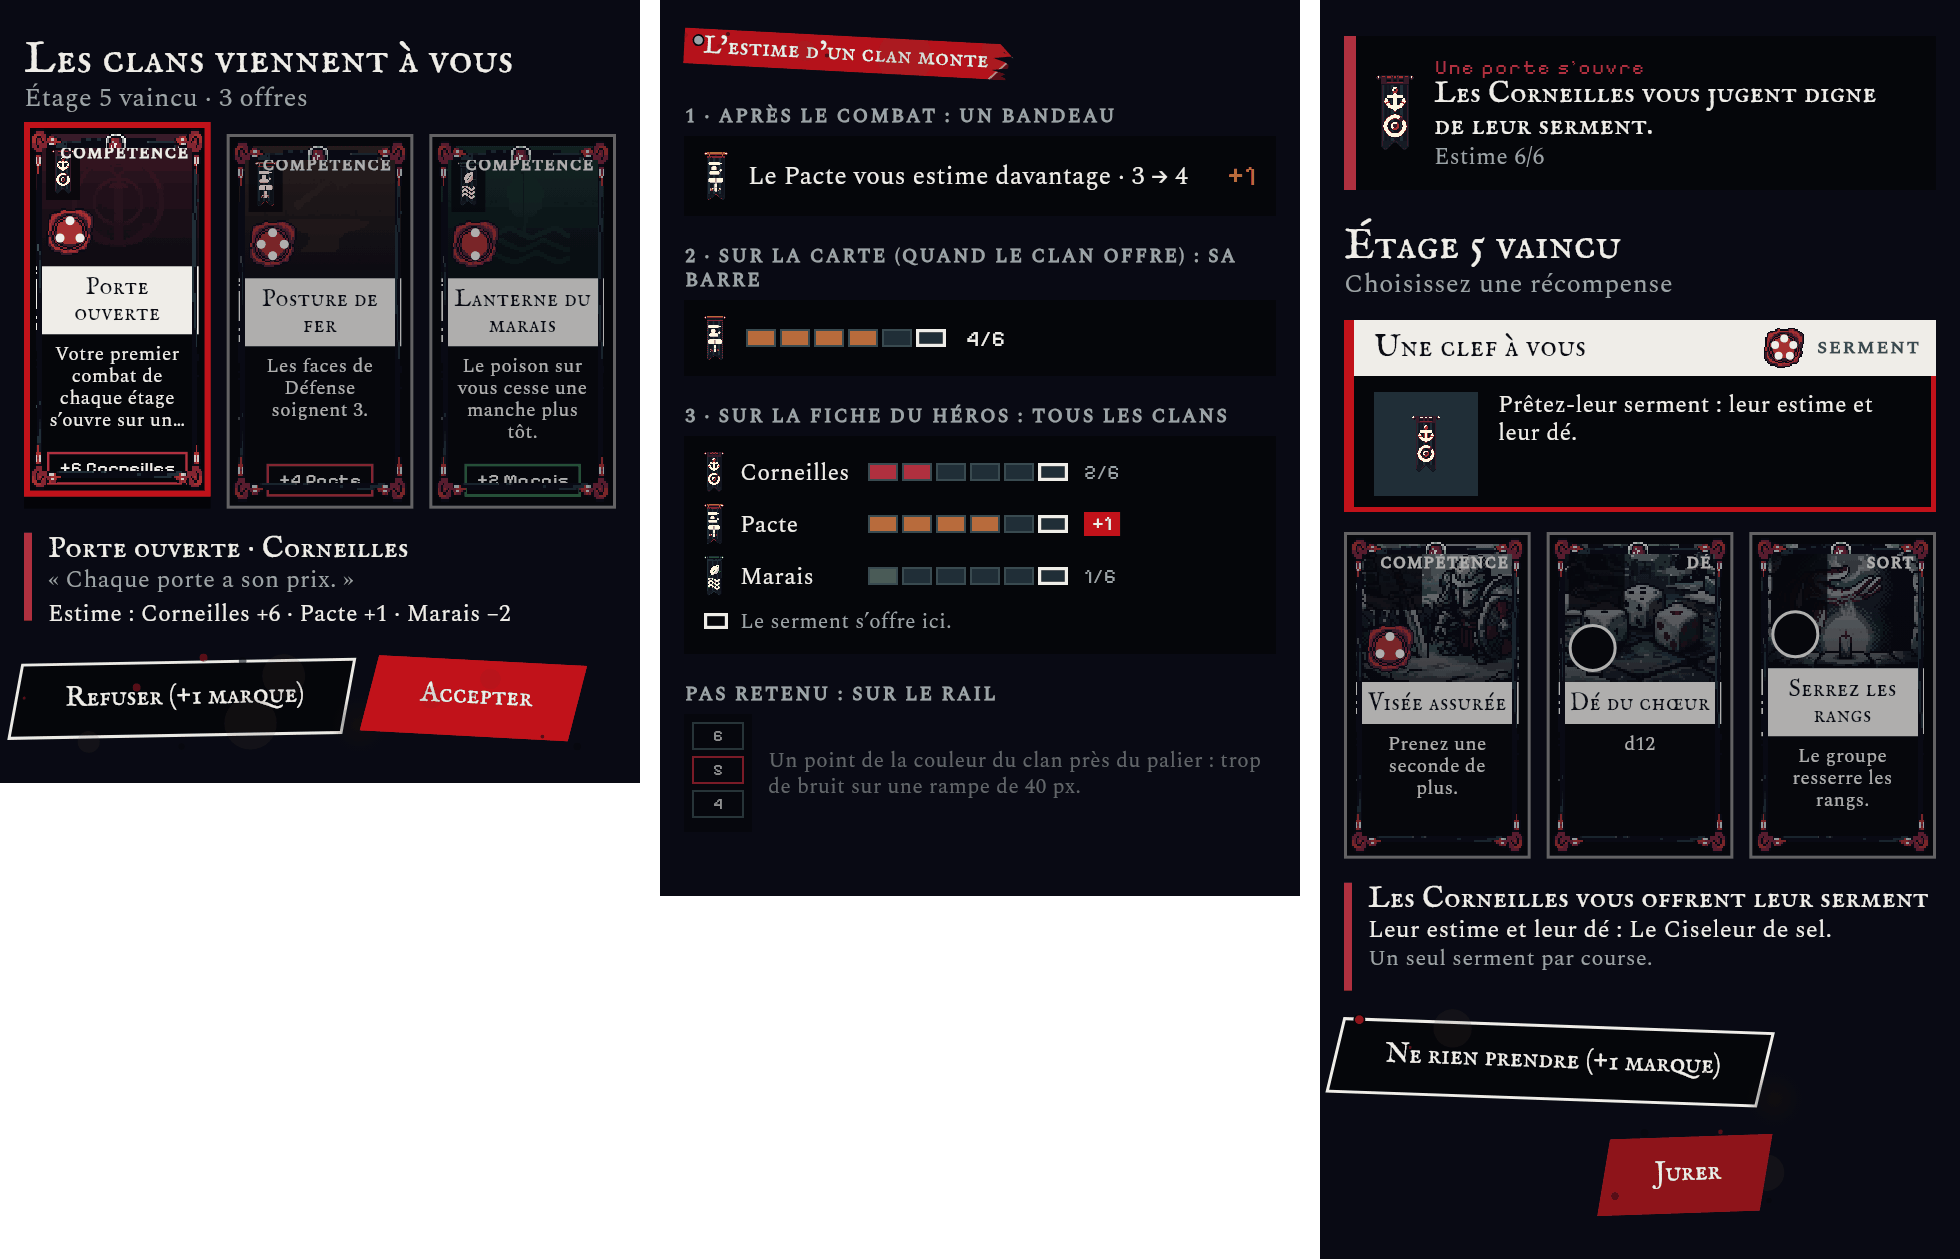 Les clans viennent à vous
Étage 5 vaincu · 3 offres
COMPÉTENCE
Porte
ouverte
Votre premier
combat de
chaque étage
s'ouvre sur un…
+6 Corneilles
COMPÉTENCE
Posture de
fer
Les faces de
Défense
soignent 3.
+4 Pacte
COMPÉTENCE
Lanterne du
marais
Le poison sur
vous cesse une
manche plus
tôt.
+2 Marais
Porte ouverte · Corneilles
« Chaque porte a son prix. »
Estime : Corneilles +6 · Pacte +1 · Marais −2
Refuser (+1 marque)
Accepter
L'estime d'un clan monte
1 · APRÈS LE COMBAT : UN BANDEAU
Le Pacte vous estime davantage · 3 → 4 +1
2 · SUR LA CARTE (QUAND LE CLAN OFFRE) : SA
BARRE
4/6
3 · SUR LA FICHE DU HÉROS : TOUS LES CLANS
Corneilles 2/6
Pacte +1
Marais 1/6
Le serment s'offre ici.
PAS RETENU : SUR LE RAIL
6
5
4
Un point de la couleur du clan près du palier : trop
de bruit sur une rampe de 40 px.
Une porte s'ouvre
Les Corneilles vous jugent digne
de leur serment.
Estime 6/6
Étage 5 vaincu
Choisissez une récompense
Une clef à vous
SERMENT
Prêtez-leur serment : leur estime et
leur dé.
COMPÉTENCE
Visée assurée
Prenez une
seconde de
plus.
DÉ
Dé du chœur
d12
SORT
Serrez les
rangs
Le groupe
resserre les
rangs.
Les Corneilles vous offrent leur serment
Leur estime et leur dé : Le Ciseleur de sel.
Un seul serment par course.
Ne rien prendre (+1 marque)
Jurer